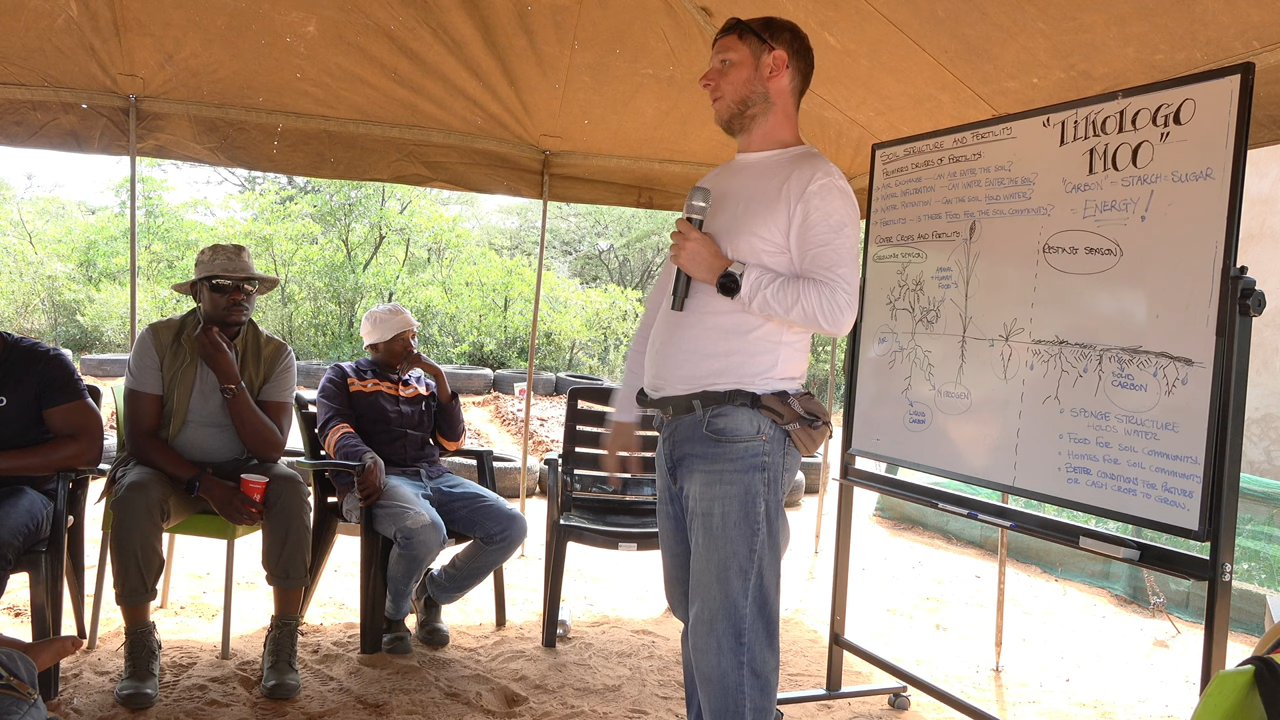 SOIL STRUCTURE AND FERTILITY
PRIMARY DRIVERS OF FERTILITY:
→ AIR EXCHANGE — CAN AIR ENTER THE SOIL?
→ WATER INFILTRATION — CAN WATER ENTER THE SOIL
→ WATER RETENTION — CAN THE SOIL HOLD WATER?
→ FERTILITY — IS THERE FOOD FOR THE SOIL COMMUNITY?
COVER CROPS AND FERTILITY:
GROWING SEASON
ANIMAL
+ HUMAN
FOOD
AIR
LIQUID
CARBON
NITROGEN
"TIKOLOGO
MOO"
"CARBON" = STARCH = SUGAR
= ENERGY!
RESTING SEASON
SOLID
CARBON
SPONGE STRUCTURE
HOLDS WATER
FOOD FOR SOIL COMMUNITY.
HOMES FOR SOIL COMMUNITY
BETTER CONDITIONS FOR PASTURE
OR CASH CROPS TO GROW.